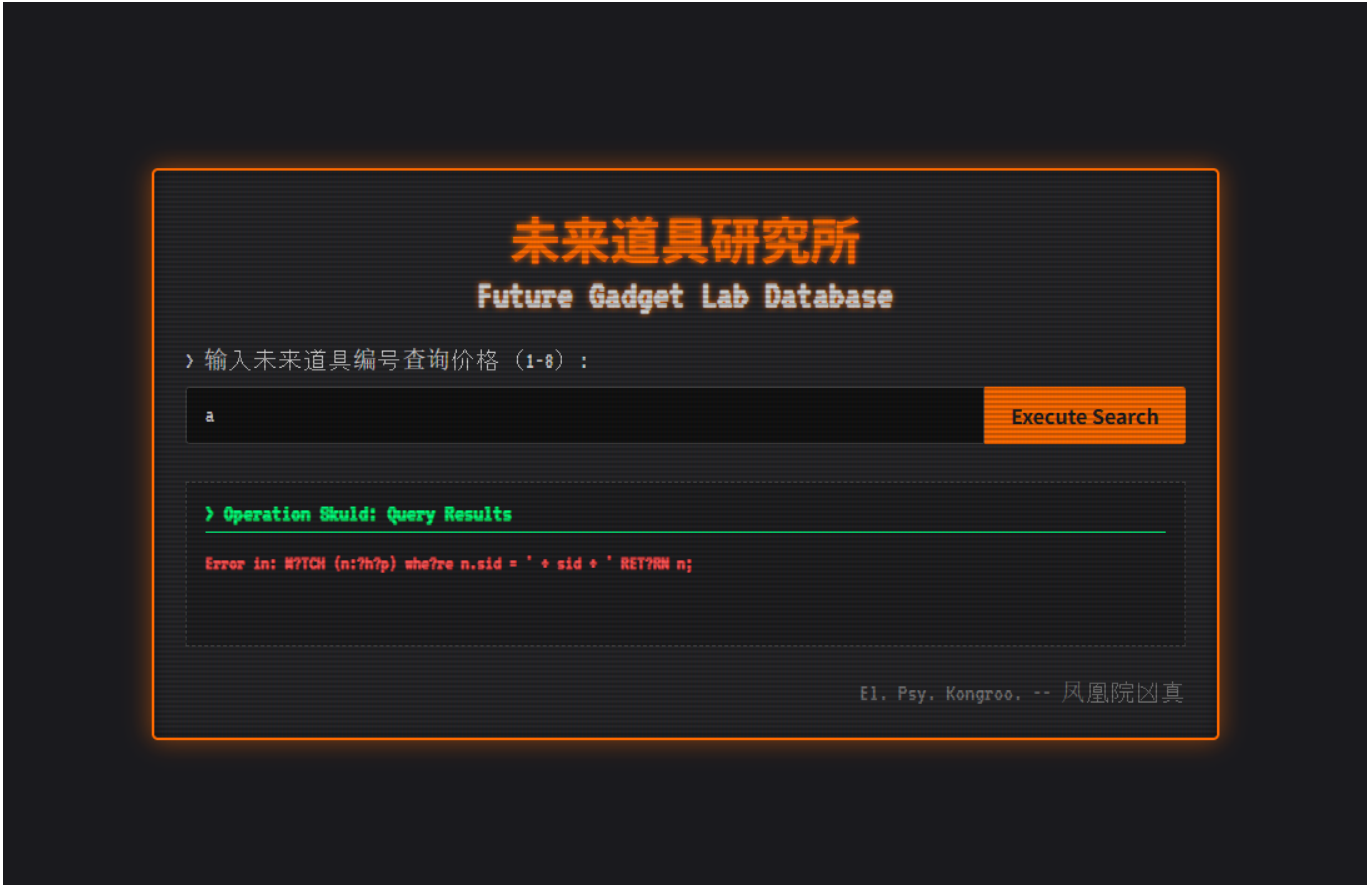 未来道具研究所
Future Gadget Lab Database
❯ 输入未来道具编号查询价格（1-8）:
a
Execute Search
❯ Operation Skuld: Query Results
Error in: M?TCH (n:?h?p) whe?re n.sid = ' + sid + ' RET?RN n;
El. Psy. Kongroo. -- 凤凰院凶真